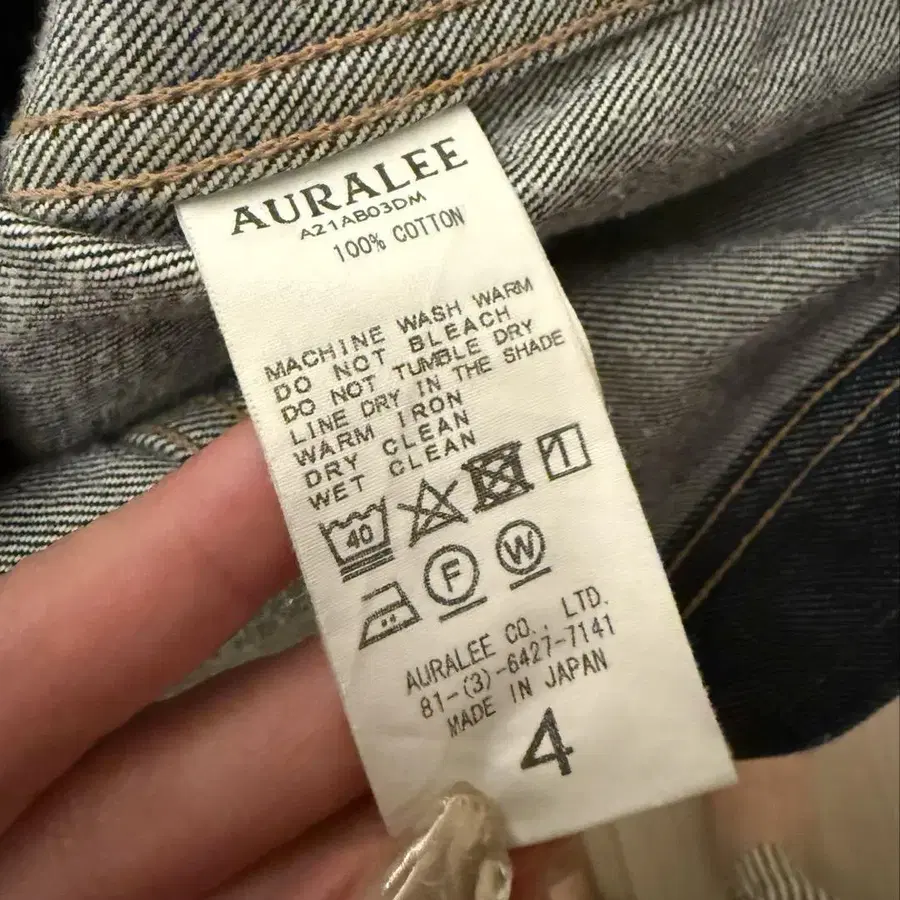 AURALEE
A21AB03DM
100% COTTON
MACHINE WASH WARM
DO NOT BLEACH
DO NOT TUMBLE DRY
LINE DRY IN THE SHADE
WARM IRON
DRY CLEAN
WET CLEAN
40
F W
AURALEE CO., LTD.
81-(3)-6427-7141
MADE IN JAPAN
4